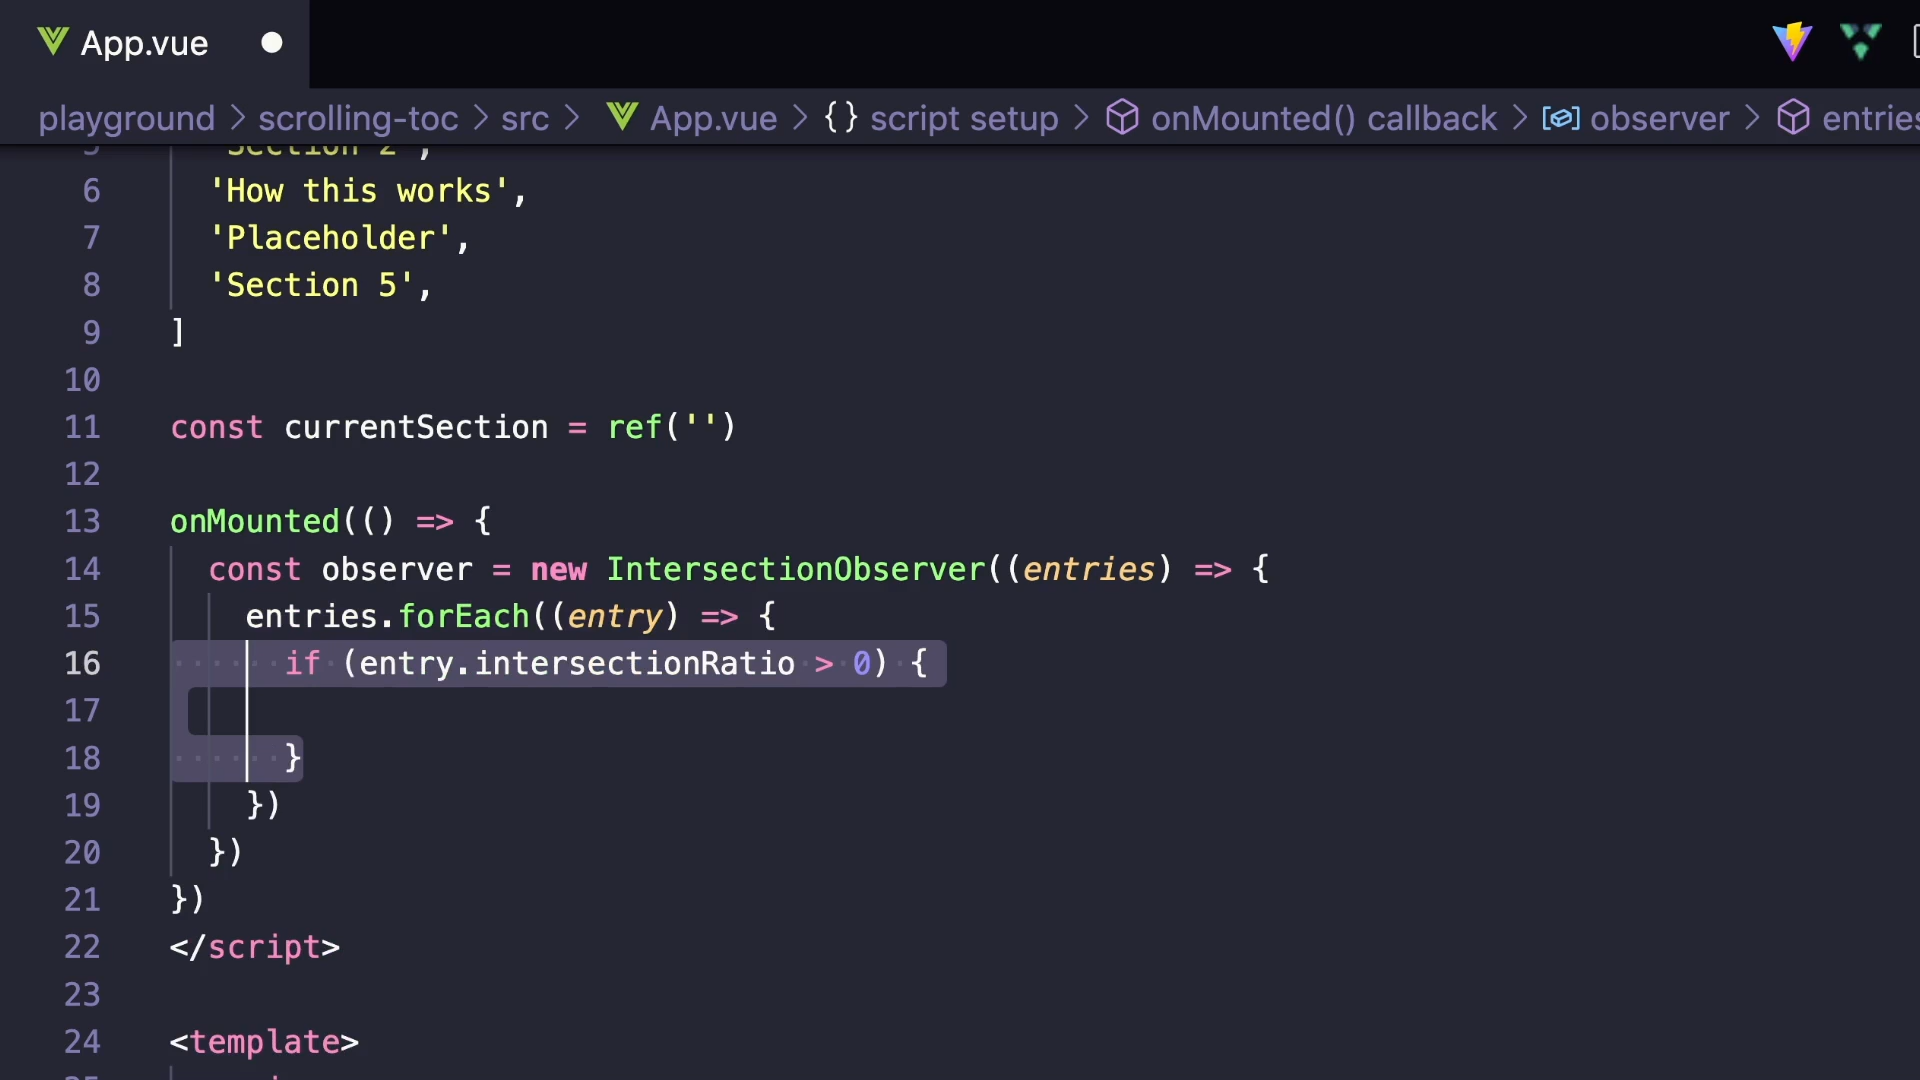 App.vue
playground > scrolling-toc > src > App.vue > {} script setup > onMounted() callback > observer > entries
5 'Section 2',
6 'How this works',
7 'Placeholder',
8 'Section 5',
9 ]
10
11 const currentSection = ref('')
12
13 onMounted(() => {
14 const observer = new IntersectionObserver((entries) => {
15 entries.forEach((entry) => {
16 if (entry.intersectionRatio > 0) {
17
18 }
19 })
20 })
21 })
22 </script>
23
24 <template>